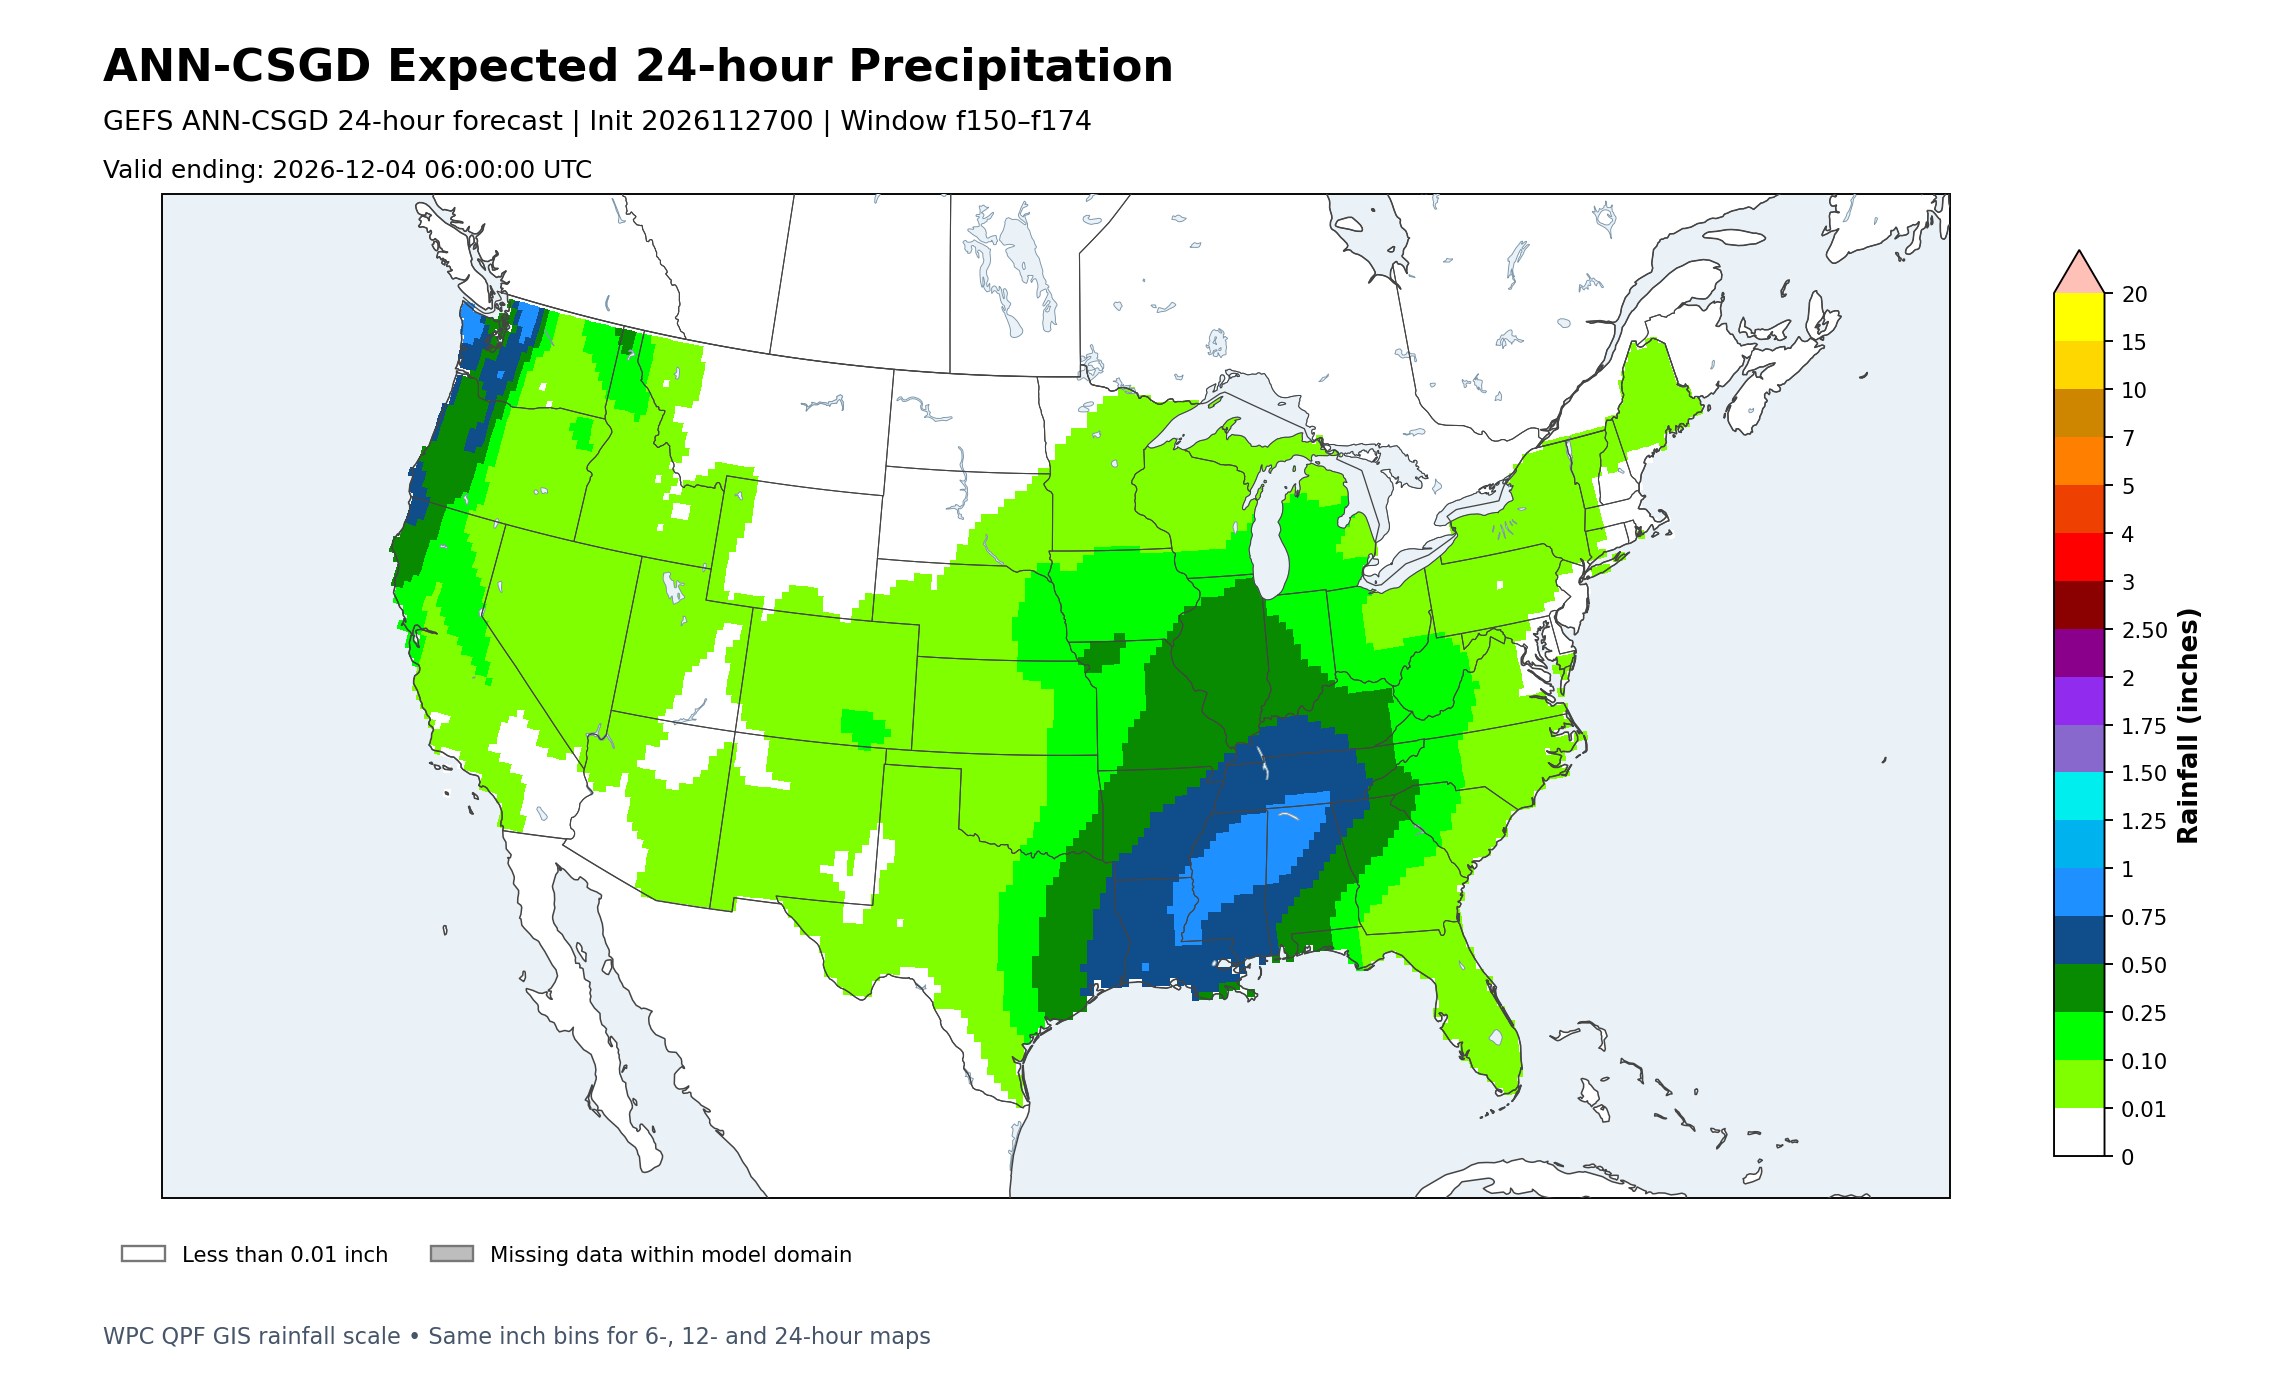 ANN-CSGD Expected 24-hour Precipitation
GEFS ANN-CSGD 24-hour forecast | Init 2026112700 | Window f150–f174
Valid ending: 2026-12-04 06:00:00 UTC
20
15
10
7
5
4
3
2.50
2
1.75
1.50
1.25
1
0.75
0.50
0.25
0.10
0.01
0
Rainfall (inches)
Less than 0.01 inch
Missing data within model domain
WPC QPF GIS rainfall scale • Same inch bins for 6-, 12- and 24-hour maps